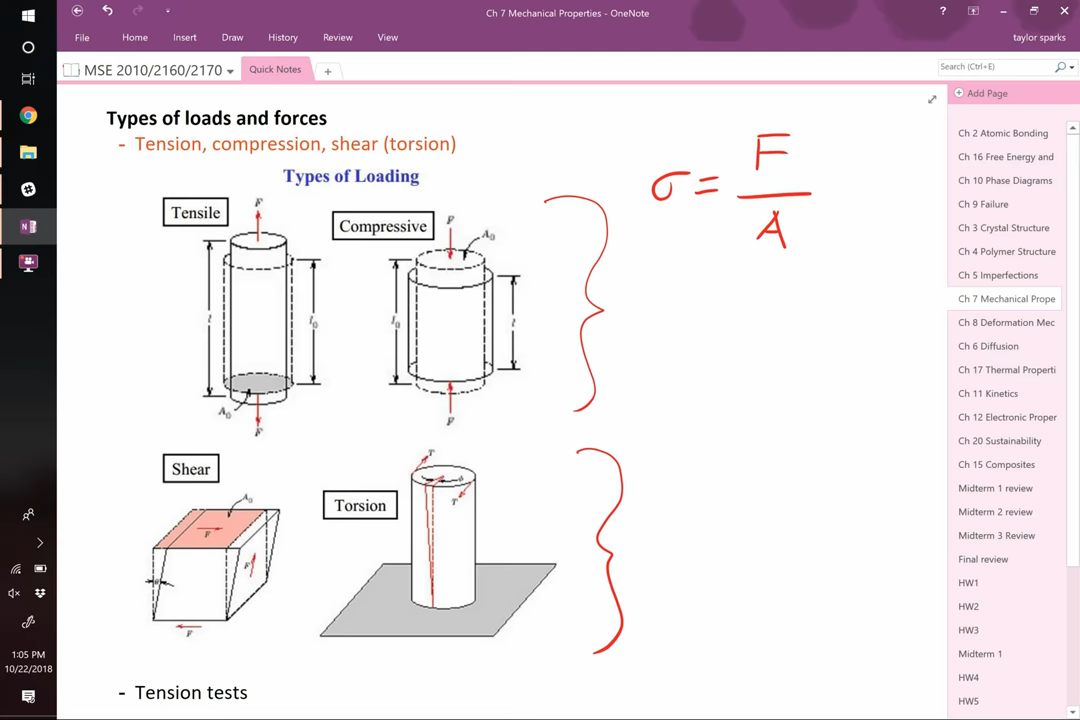 Ch 7 Mechanical Properties - OneNote
?
File Home Insert Draw History Review View
taylor sparks
MSE 2010/2160/2170
Quick Notes
+
Search (Ctrl+E)
Add Page
Types of loads and forces
- Tension, compression, shear (torsion)
Types of Loading
Tensile
F
l
l0
A0
F
Compressive
F
A0
l0
l
F
σ = F
A
Shear
A0
F
F
θ
F
Torsion
T
T
- Tension tests
Ch 2 Atomic Bonding
Ch 16 Free Energy and
Ch 10 Phase Diagrams
Ch 9 Failure
Ch 3 Crystal Structure
Ch 4 Polymer Structure
Ch 5 Imperfections
Ch 7 Mechanical Prope
Ch 8 Deformation Mec
Ch 6 Diffusion
Ch 17 Thermal Properti
Ch 11 Kinetics
Ch 12 Electronic Proper
Ch 20 Sustainability
Ch 15 Composites
Midterm 1 review
Midterm 2 review
Midterm 3 Review
Final review
HW1
HW2
HW3
Midterm 1
HW4
HW5
1:05 PM
10/22/2018